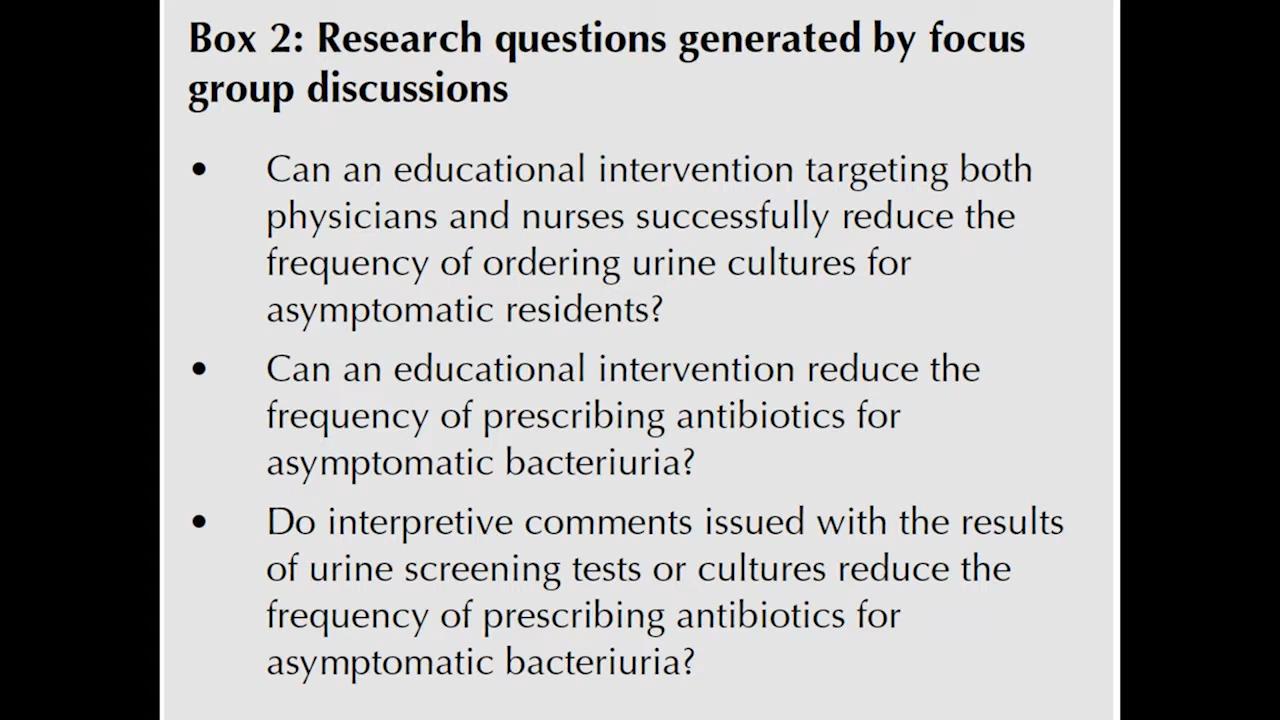 Box 2: Research questions generated by focus
group discussions
• Can an educational intervention targeting both
physicians and nurses successfully reduce the
frequency of ordering urine cultures for
asymptomatic residents?
• Can an educational intervention reduce the
frequency of prescribing antibiotics for
asymptomatic bacteriuria?
• Do interpretive comments issued with the results
of urine screening tests or cultures reduce the
frequency of prescribing antibiotics for
asymptomatic bacteriuria?